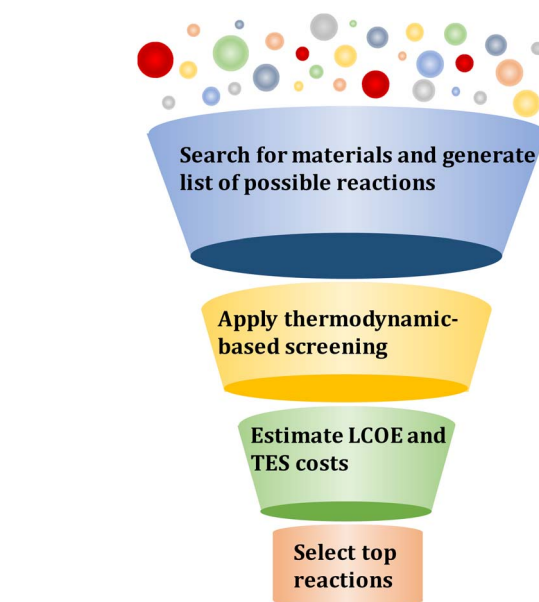 Search for materials and generate
list of possible reactions
Apply thermodynamic-
based screening
Estimate LCOE and
TES costs
Select top
reactions